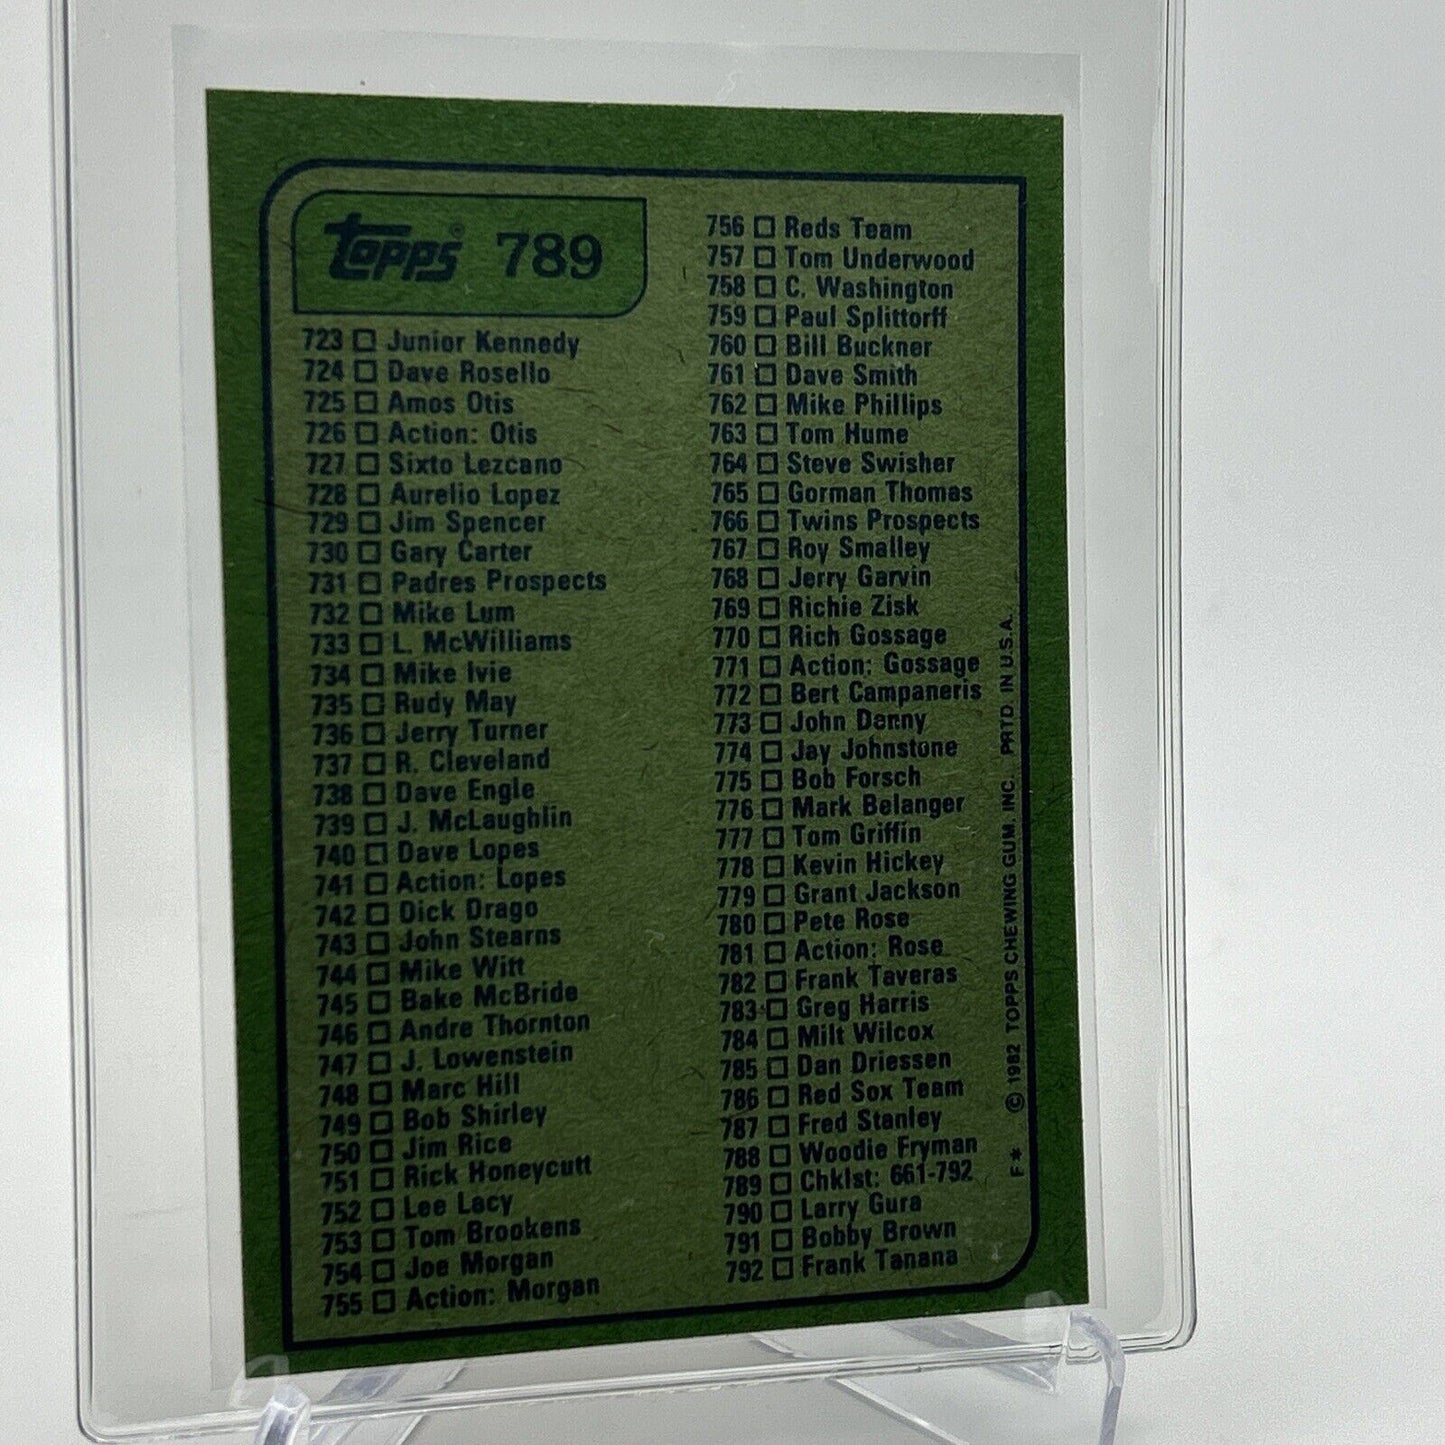 topps® 789
723 Junior Kennedy
724 Dave Rosello
725 Amos Otis
726 Action: Otis
727 Sixto Lezcano
728 Aurelio Lopez
729 Jim Spencer
730 Gary Carter
731 Padres Prospects
732 Mike Lum
733 L. McWilliams
734 Mike Ivie
735 Rudy May
736 Jerry Turner
737 R. Cleveland
738 Dave Engle
739 J. McLaughlin
740 Dave Lopes
741 Action: Lopes
742 Dick Drago
743 John Stearns
744 Mike Witt
745 Bake McBride
746 Andre Thornton
747 J. Lowenstein
748 Marc Hill
749 Bob Shirley
750 Jim Rice
751 Rick Honeycutt
752 Lee Lacy
753 Tom Brookens
754 Joe Morgan
755 Action: Morgan
756 Reds Team
757 Tom Underwood
758 C. Washington
759 Paul Splittorff
760 Bill Buckner
761 Dave Smith
762 Mike Phillips
763 Tom Hume
764 Steve Swisher
765 Gorman Thomas
766 Twins Prospects
767 Roy Smalley
768 Jerry Garvin
769 Richie Zisk
770 Rich Gossage
771 Action: Gossage
772 Bert Campaneris
773 John Denny
774 Jay Johnstone
775 Bob Forsch
776 Mark Belanger
777 Tom Griffin
778 Kevin Hickey
779 Grant Jackson
780 Pete Rose
781 Action: Rose
782 Frank Taveras
783 Greg Harris
784 Milt Wilcox
785 Dan Driessen
786 Red Sox Team
787 Fred Stanley
788 Woodie Fryman
789 Chklst: 661-792
790 Larry Gura
791 Bobby Brown
792 Frank Tanana
F* © 1982 TOPPS CHEWING GUM, INC. PRTD. IN U.S.A.